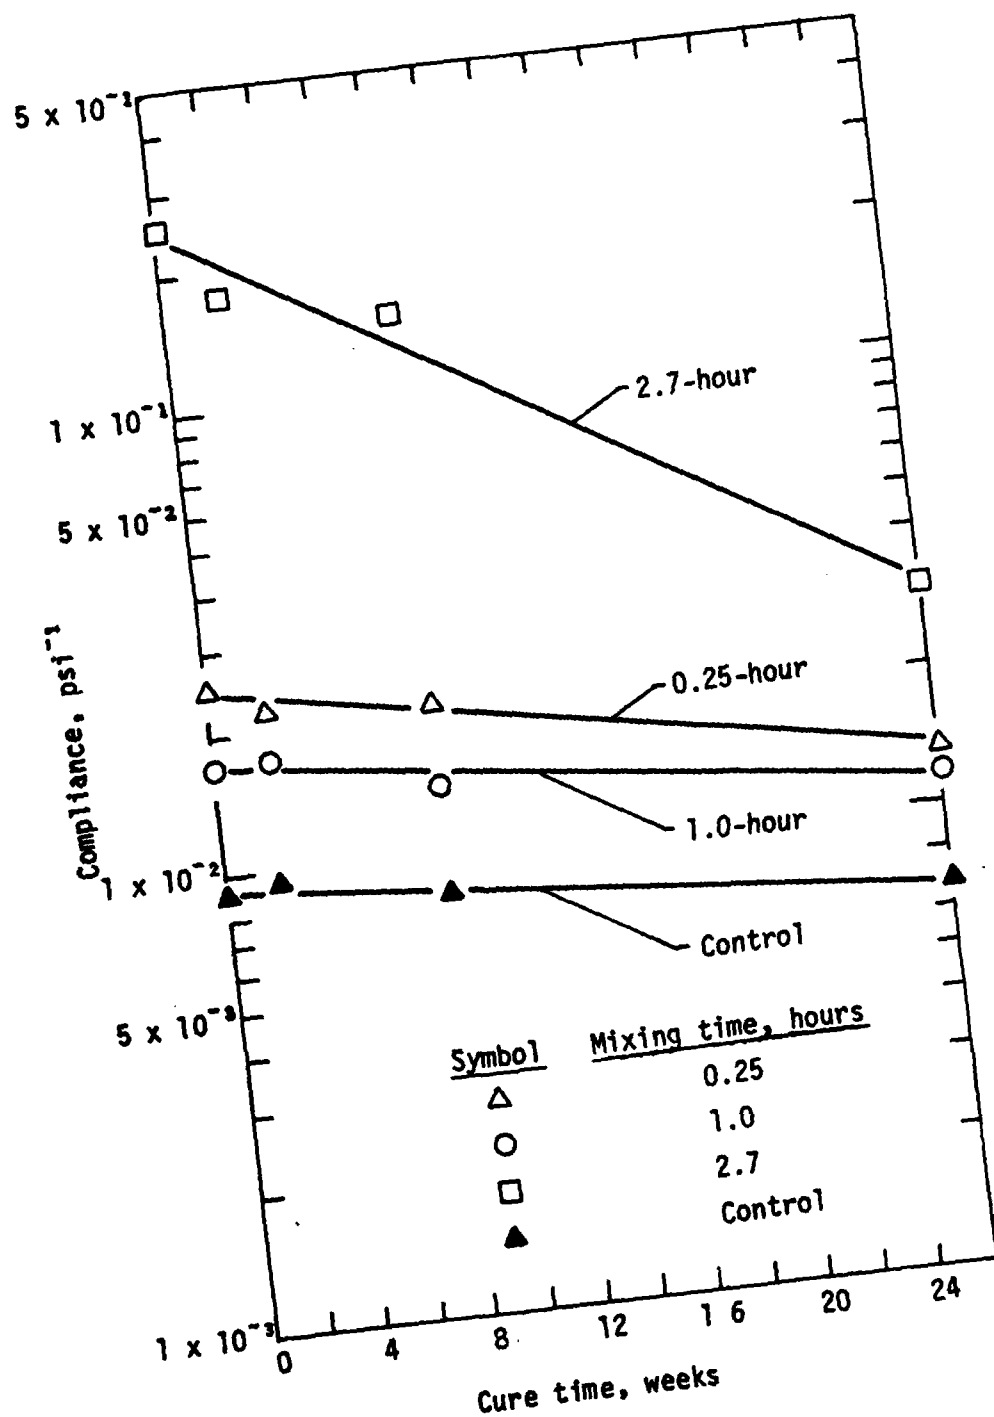 5 x 10⁻¹
2.7-hour
1 x 10⁻¹
5 x 10⁻²
Compliance, psi⁻¹
0.25-hour
1.0-hour
1 x 10⁻²
Control
5 x 10⁻³
Symbol Mixing time, hours
△ 0.25
○ 1.0
□ 2.7
▲ Control
1 x 10⁻³
0 4 8 12 1 6 20 24
Cure time, weeks